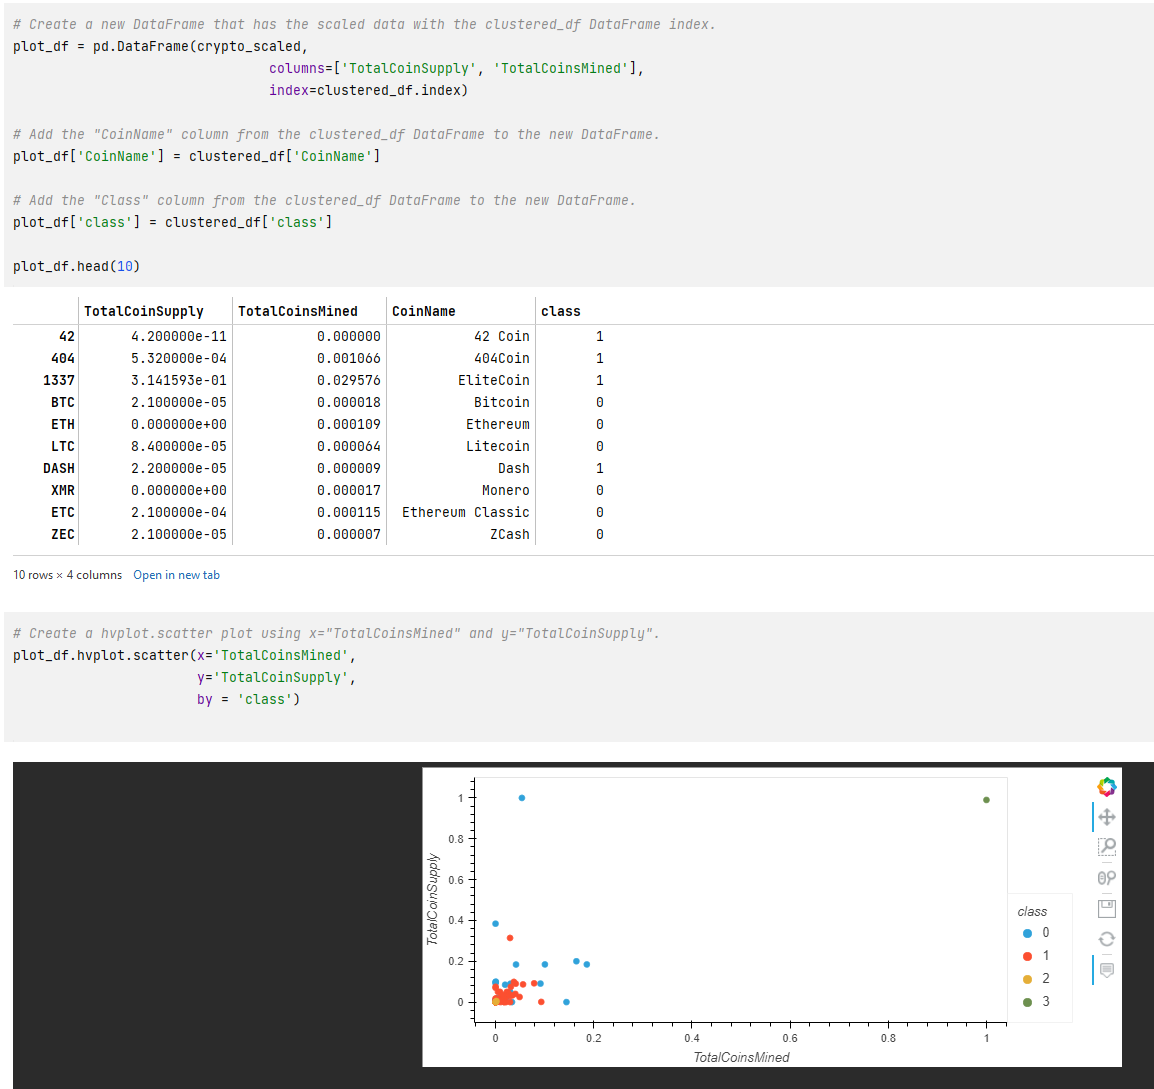 # Create a new DataFrame that has the scaled data with the clustered_df DataFrame index.
plot_df = pd.DataFrame(crypto_scaled,
columns=['TotalCoinSupply', 'TotalCoinsMined'],
index=clustered_df.index)
# Add the "CoinName" column from the clustered_df DataFrame to the new DataFrame.
plot_df['CoinName'] = clustered_df['CoinName']
# Add the "Class" column from the clustered_df DataFrame to the new DataFrame.
plot_df['class'] = clustered_df['class']
plot_df.head(10)
TotalCoinSupply TotalCoinsMined CoinName class
42 4.200000e-11 0.000000 42 Coin 1
404 5.320000e-04 0.001066 404Coin 1
1337 3.141593e-01 0.029576 EliteCoin 1
BTC 2.100000e-05 0.000018 Bitcoin 0
ETH 0.000000e+00 0.000109 Ethereum 0
LTC 8.400000e-05 0.000064 Litecoin 0
DASH 2.200000e-05 0.000009 Dash 1
XMR 0.000000e+00 0.000017 Monero 0
ETC 2.100000e-04 0.000115 Ethereum Classic 0
ZEC 2.100000e-05 0.000007 ZCash 0
10 rows × 4 columns Open in new tab
# Create a hvplot.scatter plot using x="TotalCoinsMined" and y="TotalCoinSupply".
plot_df.hvplot.scatter(x='TotalCoinsMined',
y='TotalCoinSupply',
by = 'class')
TotalCoinSupply
1
0.8
0.6
0.4
0.2
0
0 0.2 0.4 0.6 0.8 1
TotalCoinsMined
class
0
1
2
3